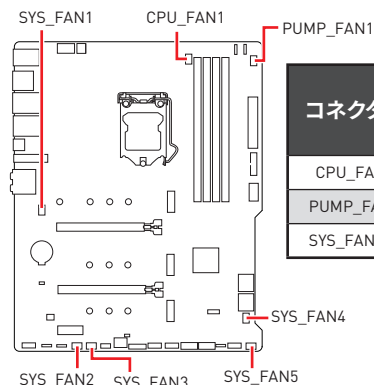 SYS_FAN1
CPU_FAN1
PUMP_FAN1
コネクタ
CPU_FA
PUMP_FA
SYS_FAN
SYS_FAN4
SYS_FAN2
SYS_FAN3
SYS_FAN5